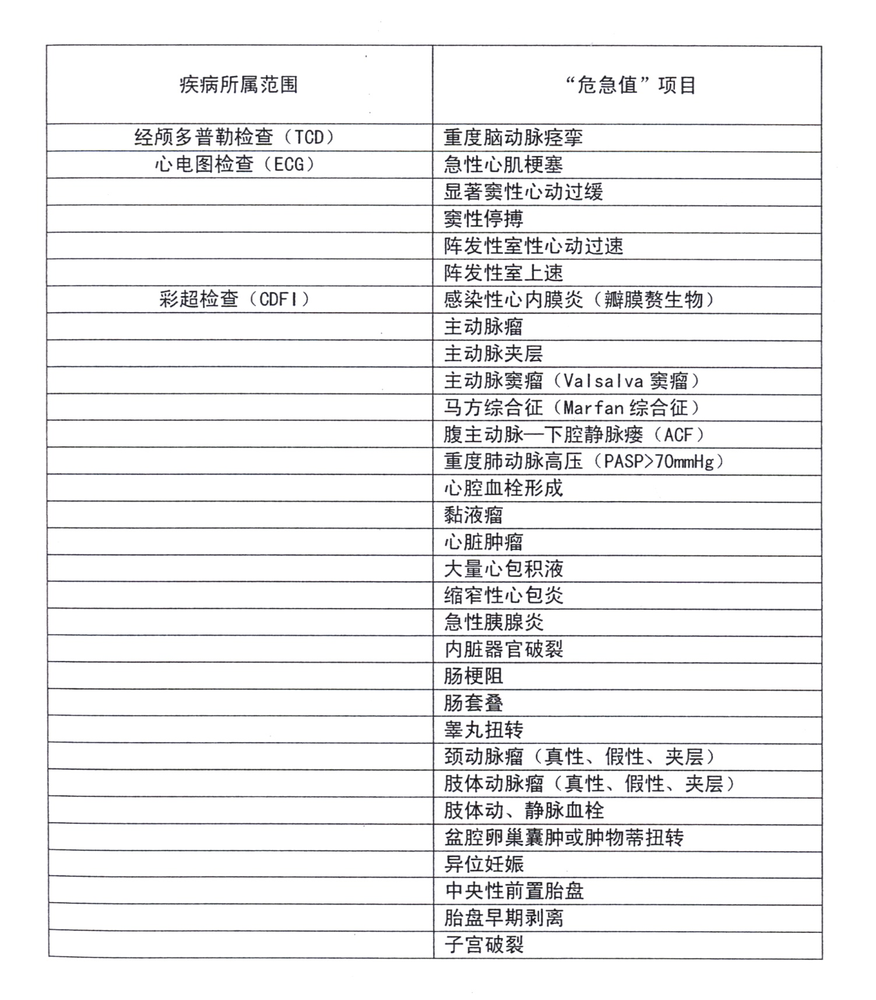 疾病所属范围 “危急值”项目
经颅多普勒检查（TCD） 重度脑动脉痉挛
心电图检查（ECG） 急性心肌梗塞
显著窦性心动过缓
窦性停搏
阵发性室性心动过速
阵发性室上速
彩超检查（CDFI） 感染性心内膜炎（瓣膜赘生物）
主动脉瘤
主动脉夹层
主动脉窦瘤（Valsalva 窦瘤）
马方综合征（Marfan 综合征）
腹主动脉—下腔静脉瘘（ACF）
重度肺动脉高压（PASP>70mmHg）
心腔血栓形成
黏液瘤
心脏肿瘤
大量心包积液
缩窄性心包炎
急性胰腺炎
内脏器官破裂
肠梗阻
肠套叠
睾丸扭转
颈动脉瘤（真性、假性、夹层）
肢体动脉瘤（真性、假性、夹层）
肢体动、静脉血栓
盆腔卵巢囊肿或肿物蒂扭转
异位妊娠
中央性前置胎盘
胎盘早期剥离
子宫破裂